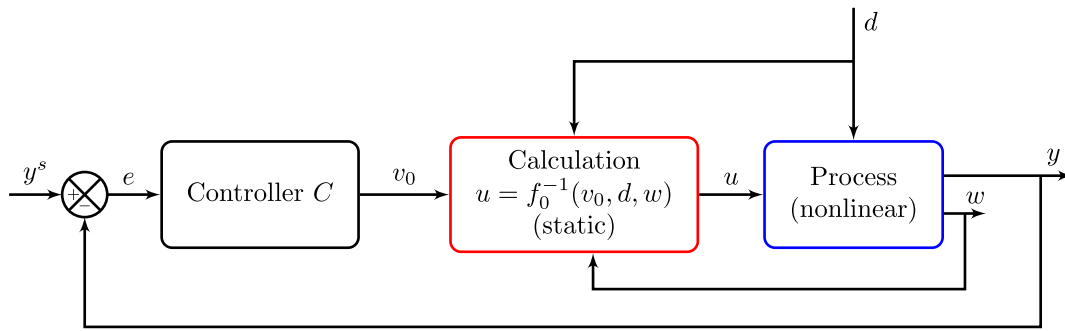 d
y^s
+
−
e
Controller C
v_0
Calculation
u = f_0^{-1}(v_0, d, w)
(static)
u
Process
(nonlinear)
y
w